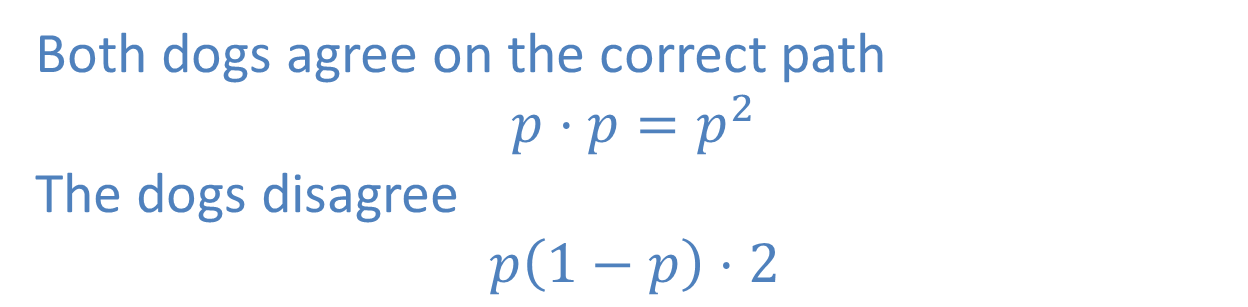 Both dogs agree on the correct path
p · p = p²
The dogs disagree
p(1 − p) · 2